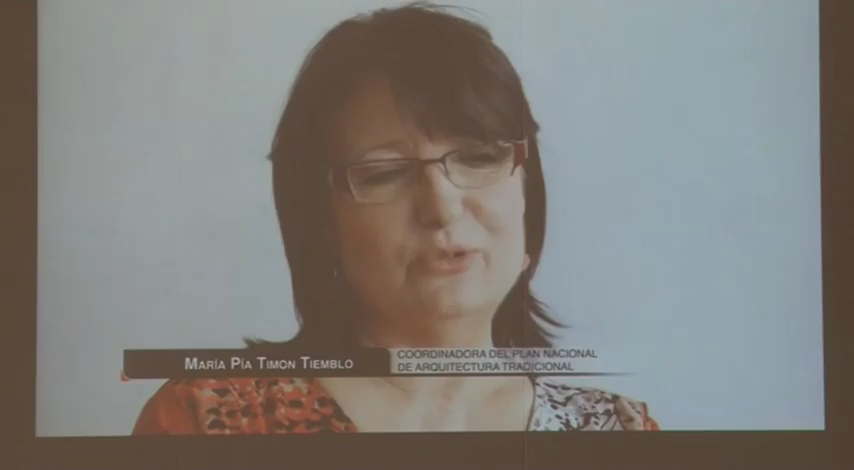 MARÍA PÍA TIMON TIEMBLO
COORDINADORA DEL PLAN NACIONAL
DE ARQUITECTURA TRADICIONAL